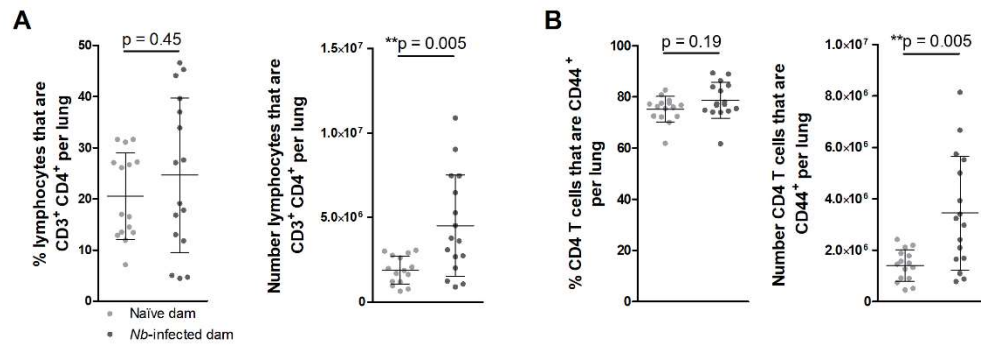 A
% lymphocytes that are
CD3⁺ CD4⁺ per lung
50
40
30
20
10
0
p = 0.45
Number lymphocytes that are
CD3⁺ CD4⁺ per lung
1.5×10⁷
1.0×10⁷
5.0×10⁶
0
**p = 0.005
Naïve dam
Nb-infected dam
B
% CD4 T cells that are CD44⁺
per lung
100
80
60
40
20
0
p = 0.19
Number CD4 T cells that are
CD44⁺ per lung
1.0×10⁷
8.0×10⁶
6.0×10⁶
4.0×10⁶
2.0×10⁶
0
**p = 0.005